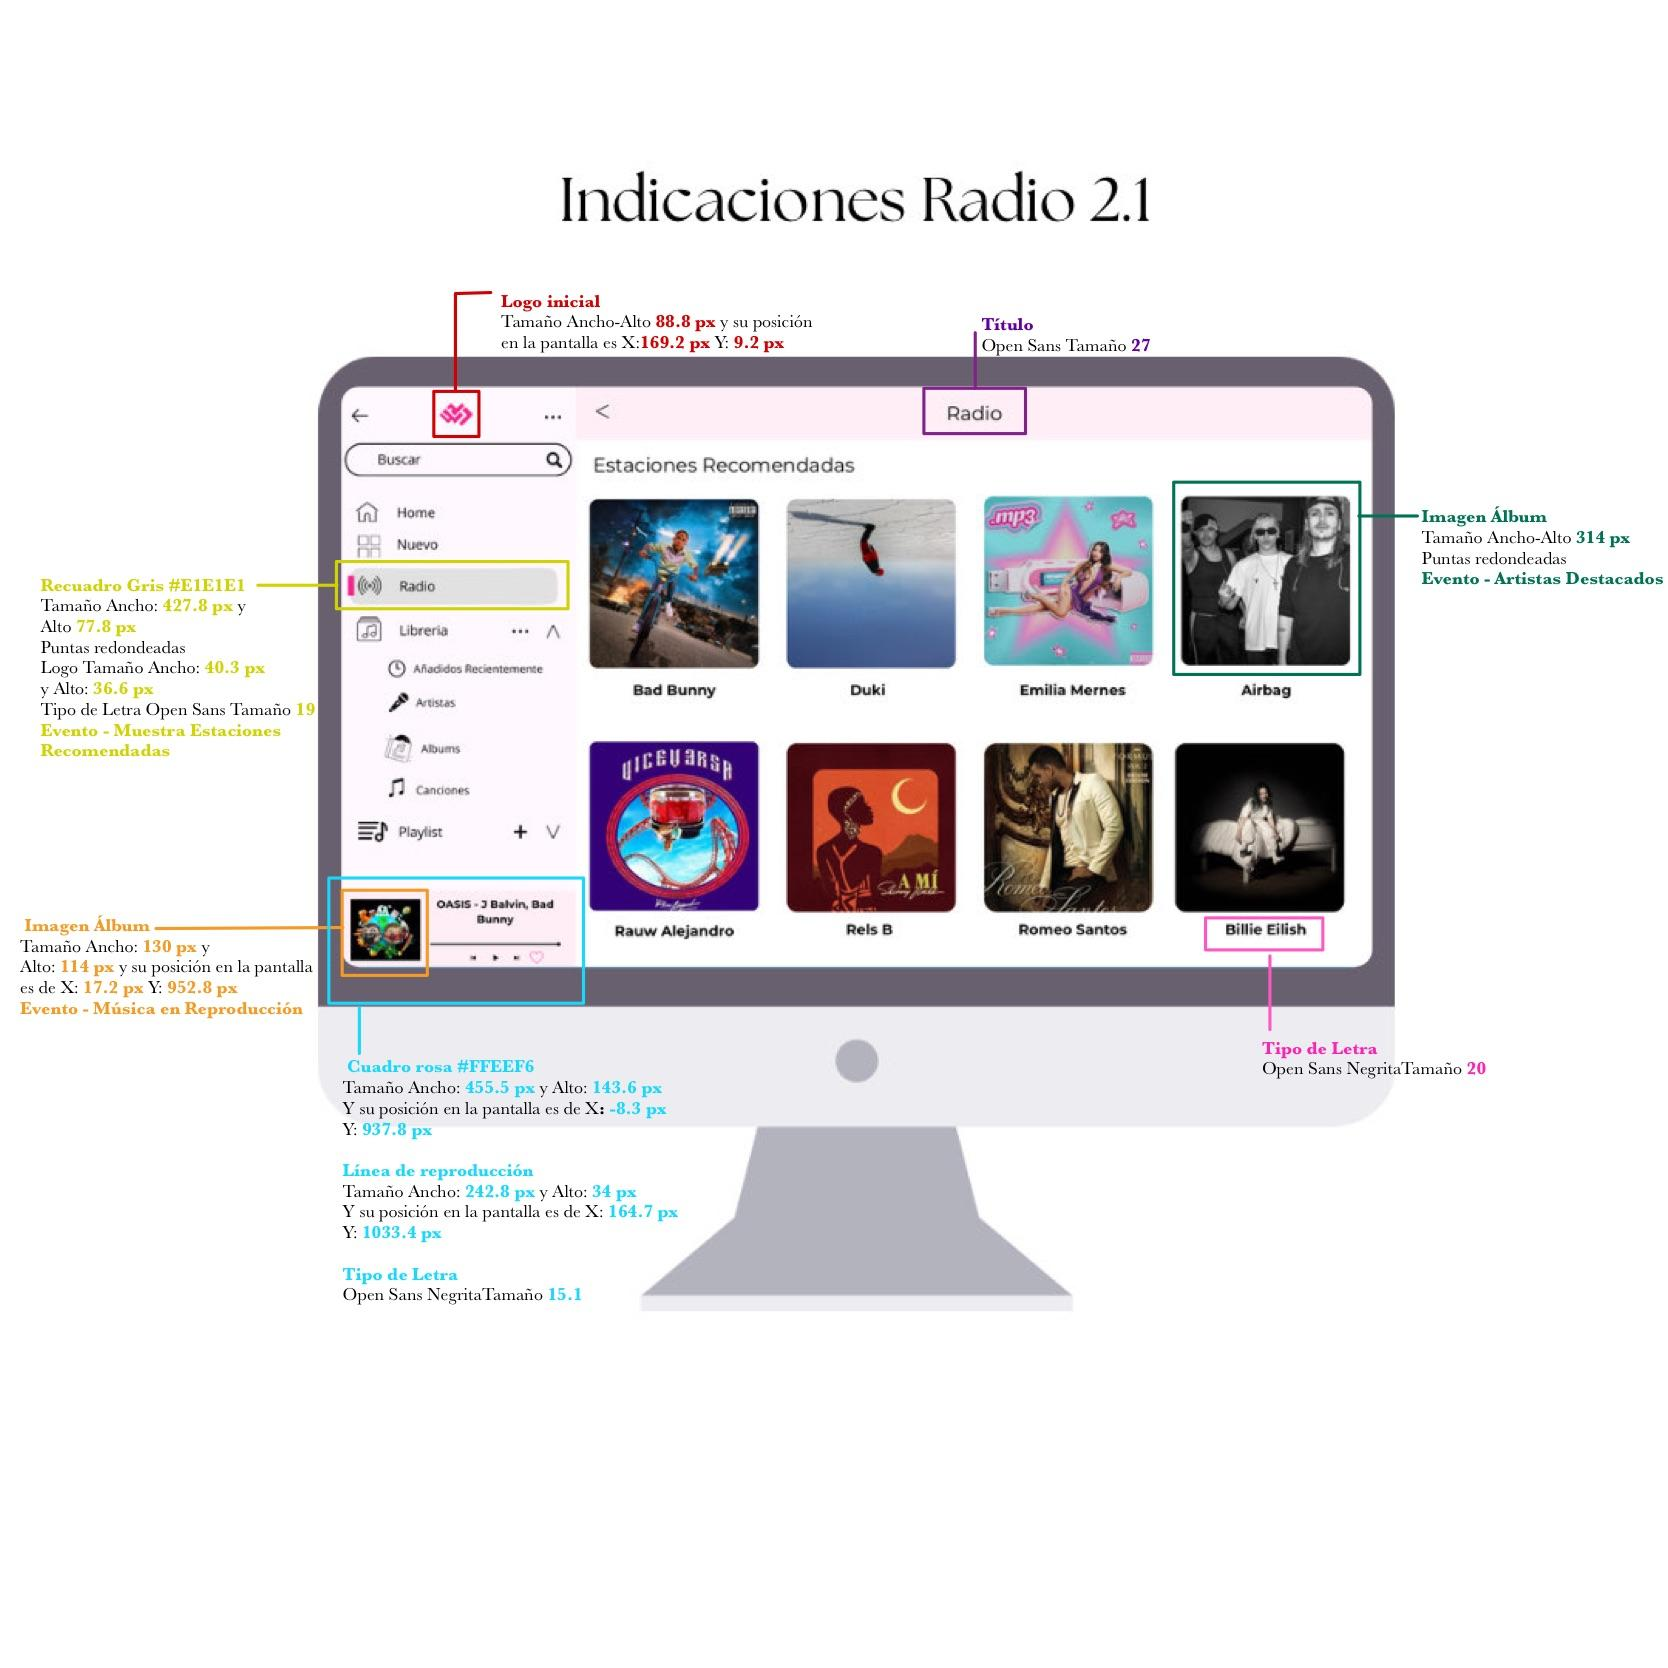 Indicaciones Radio 2.1
Logo inicial
Tamaño Ancho-Alto 88.8 px y su posición
en la pantalla es X:169.2 px Y: 9.2 px
Título
Open Sans Tamaño 27
...
<
Radio
Buscar
Estaciones Recomendadas
Home
Nuevo
Radio
Libreria ...
Añadidos Recientemente
Artistas
Albums
Canciones
Playlist +
.mp3
Bad Bunny
Duki
Emilia Mernes
Airbag
VICEVERSA
A MÍ
Romeo
Santos
Rauw Alejandro
Rels B
Romeo Santos
Billie Eilish
OASIS - J Balvin, Bad
Bunny
Imagen Álbum
Tamaño Ancho-Alto 314 px
Puntas redondeadas
Evento - Artistas Destacados
Recuadro Gris #E1E1E1
Tamaño Ancho: 427.8 px y
Alto 77.8 px
Puntas redondeadas
Logo Tamaño Ancho: 40.3 px
y Alto: 36.6 px
Tipo de Letra Open Sans Tamaño 19
Evento - Muestra Estaciones
Recomendadas
Imagen Álbum
Tamaño Ancho: 130 px y
Alto: 114 px y su posición en la pantalla
es de X: 17.2 px Y: 952.8 px
Evento - Música en Reproducción
Cuadro rosa #FFEEF6
Tamaño Ancho: 455.5 px y Alto: 143.6 px
Y su posición en la pantalla es de X: -8.3 px
Y: 937.8 px
Línea de reproducción
Tamaño Ancho: 242.8 px y Alto: 34 px
Y su posición en la pantalla es de X: 164.7 px
Y: 1033.4 px
Tipo de Letra
Open Sans NegritaTamaño 15.1
Tipo de Letra
Open Sans NegritaTamaño 20